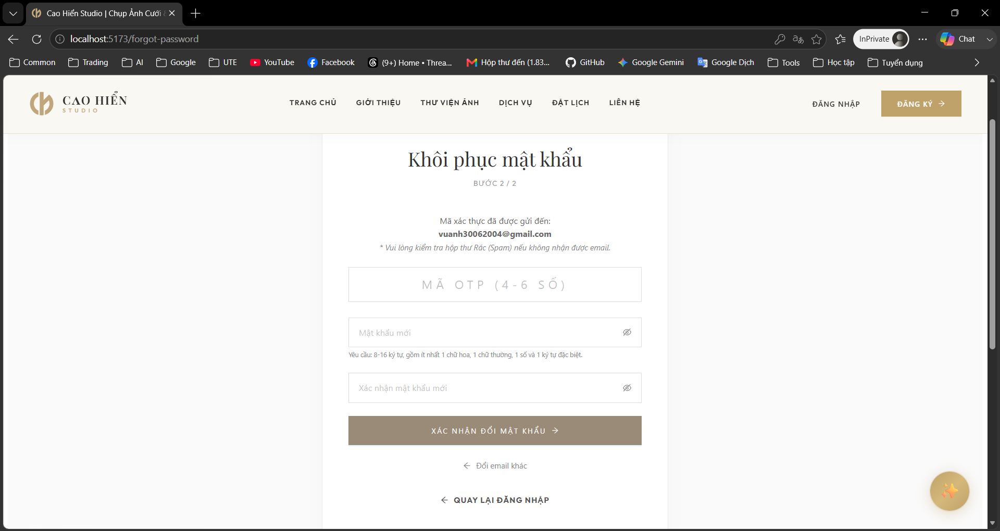 Cao Hiển Studio | Chụp Ảnh Cưới
localhost:5173/forgot-password
InPrivate
Chat
Common
Trading
AI
Google
UTE
YouTube
Facebook
(9+) Home • Threa...
Hộp thư đến (1.83...
GitHub
Google Gemini
Google Dịch
Tools
Học tập
Tuyển dụng
CAO HIỂN
STUDIO
TRANG CHỦ
GIỚI THIỆU
THƯ VIỆN ẢNH
DỊCH VỤ
ĐẶT LỊCH
LIÊN HỆ
ĐĂNG NHẬP
ĐĂNG KÝ →
Khôi phục mật khẩu
BƯỚC 2 / 2
Mã xác thực đã được gửi đến:
vuanh30062004@gmail.com
* Vui lòng kiểm tra hộp thư Rác (Spam) nếu không nhận được email.
MÃ OTP (4-6 SỐ)
Mật khẩu mới
Yêu cầu: 8-16 ký tự, gồm ít nhất 1 chữ hoa, 1 chữ thường, 1 số và 1 ký tự đặc biệt.
Xác nhận mật khẩu mới
XÁC NHẬN ĐỔI MẬT KHẨU →
← Đổi email khác
← QUAY LẠI ĐĂNG NHẬP